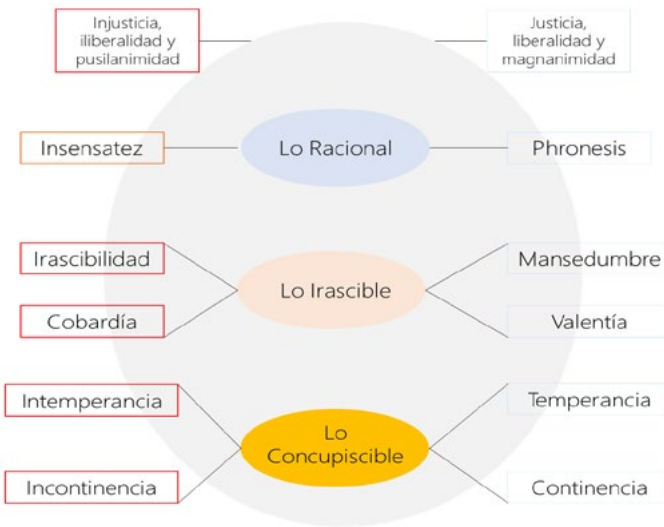 Injusticia,
iliberalidad y
pusilanimidad
Justicia,
liberalidad y
magnanimidad
Insensatez
Lo Racional
Phronesis
Irascibilidad
Mansedumbre
Lo Irascible
Cobardía
Valentía
Intemperancia
Temperancia
Lo
Concupiscible
Incontinencia
Continencia